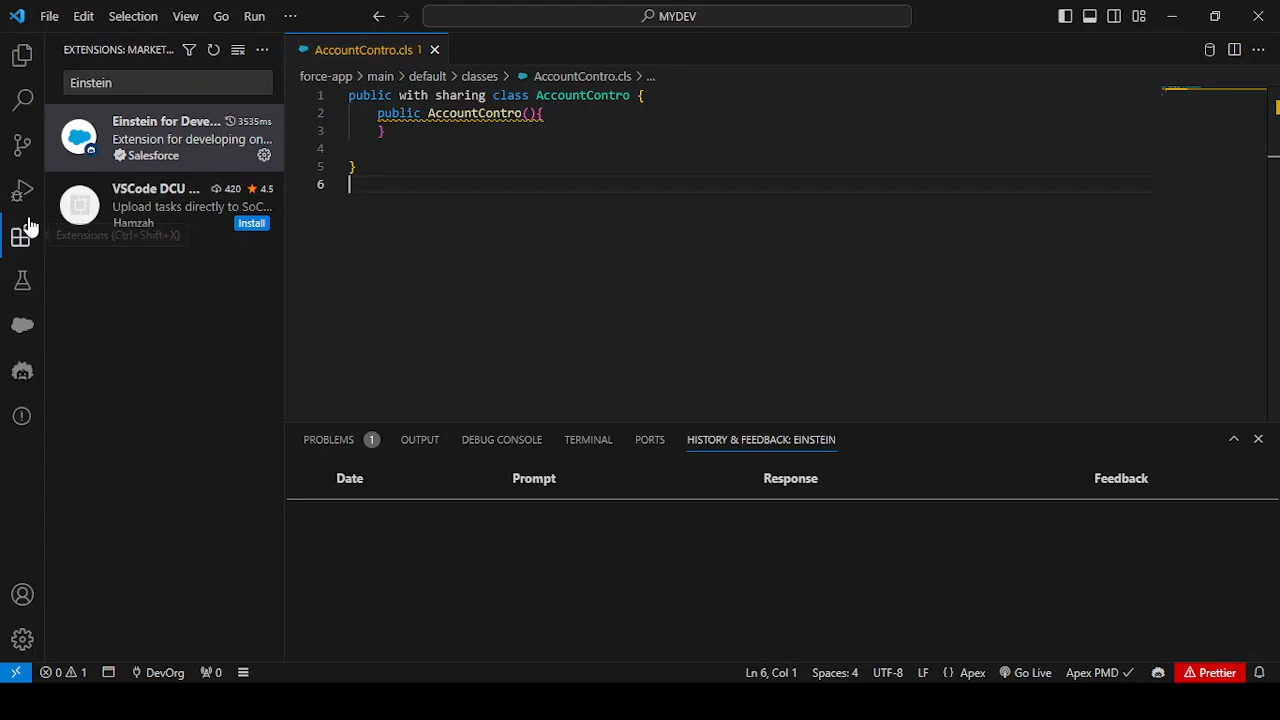 File Edit Selection View Go Run ··· MYDEV
EXTENSIONS: MARKET...
Einstein
Einstein for Deve... 3535ms
Extension for developing on...
Salesforce
VSCode DCU ... 420 ★ 4.5
Upload tasks directly to SoC...
Hamzah Install
Extensions (Ctrl+Shift+X)
AccountContro.cls 1
force-app > main > default > classes > AccountContro.cls > ...
1 public with sharing class AccountContro {
2 public AccountContro(){
3 }
4
5 }
6
PROBLEMS 1 OUTPUT DEBUG CONSOLE TERMINAL PORTS HISTORY & FEEDBACK: EINSTEIN
Date Prompt Response Feedback
0 1 DevOrg 0 Ln 6, Col 1 Spaces: 4 UTF-8 LF { } Apex Go Live Apex PMD ✓ Prettier